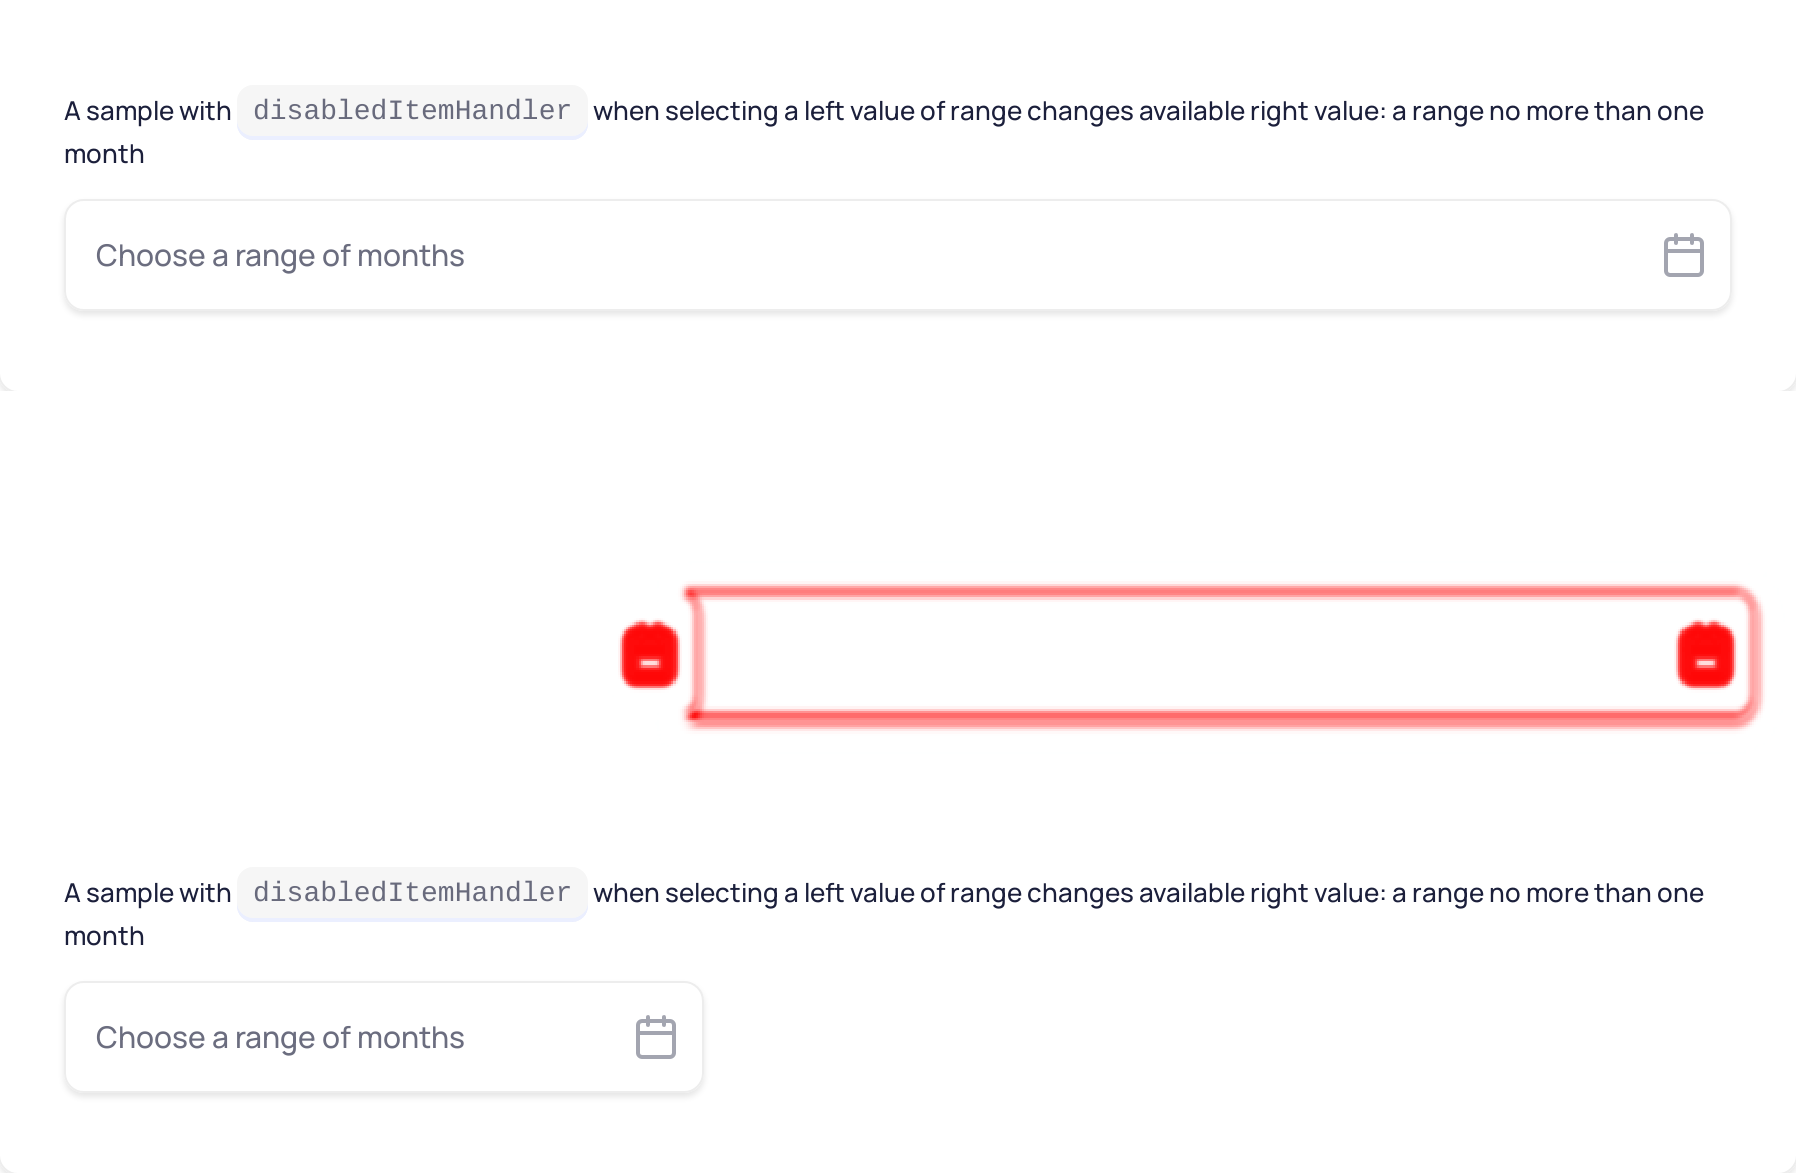 A sample with disabledItemHandler when selecting a left value of range changes available right value: a range no more than one
month
Choose a range of months
A sample with disabledItemHandler when selecting a left value of range changes available right value: a range no more than one
month
Choose a range of months